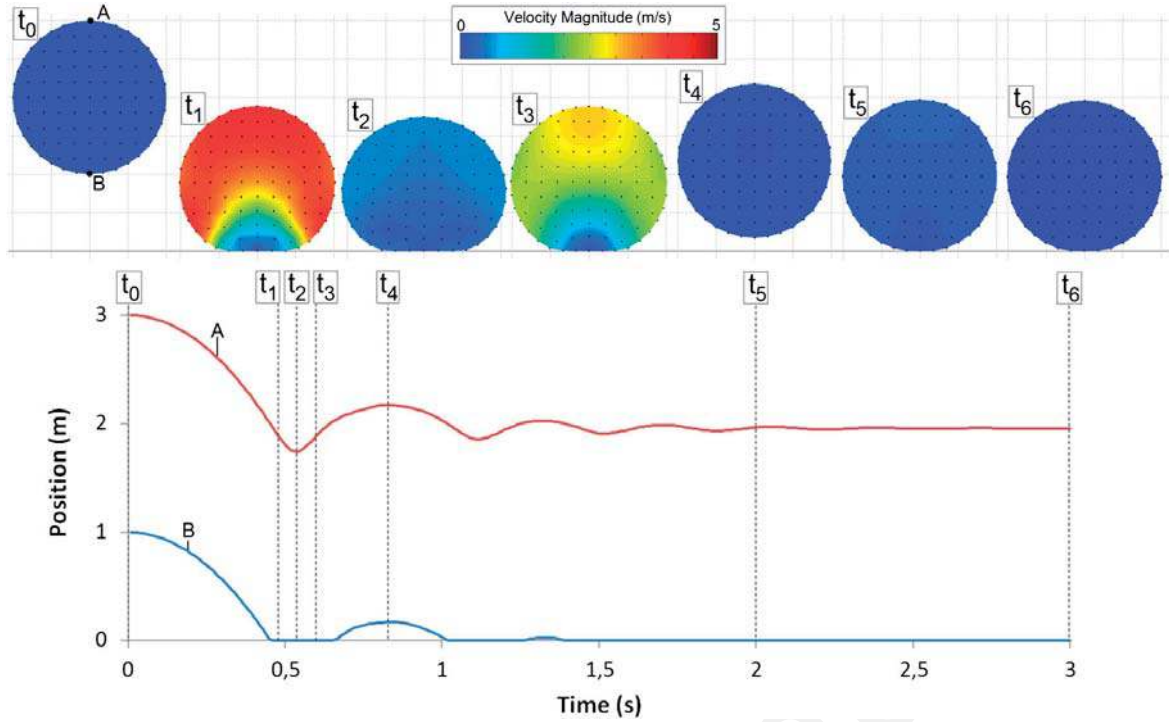 t0
A
B
Velocity Magnitude (m/s)
0
5
t1
t2
t3
t4
t5
t6
t0
t1
t2
t3
t4
t5
t6
3
A
2
Position (m)
1
B
0
0
0,5
1
1,5
2
2,5
3
Time (s)